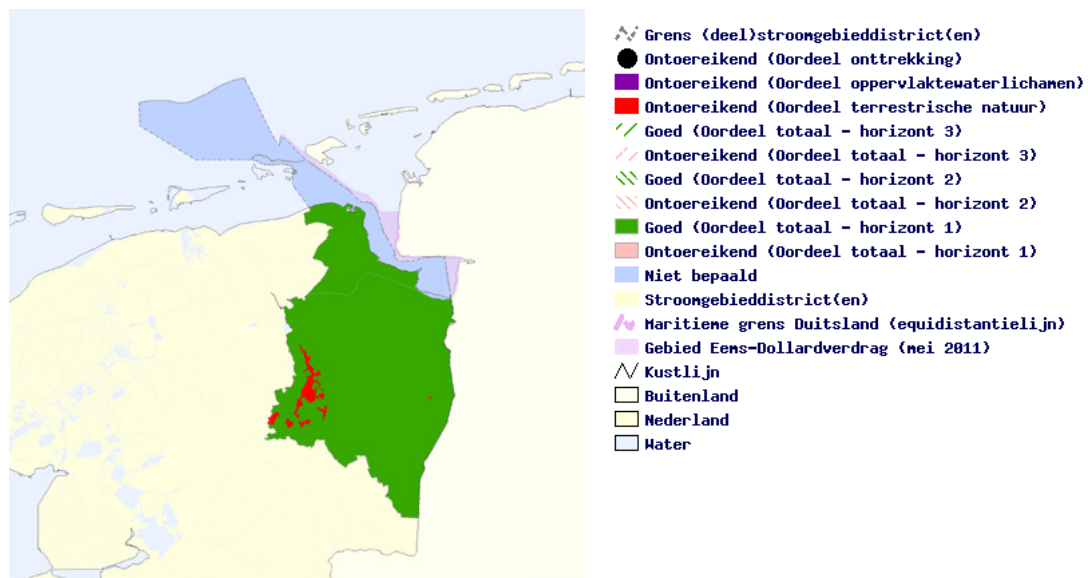 Grens (deel)stroomgebieddistrict(en)
Ontoereikend (Oordeel onttrekking)
Ontoereikend (Oordeel oppervlaktewaterlichamen)
Ontoereikend (Oordeel terrestrische natuur)
Goed (Oordeel totaal - horizont 3)
Ontoereikend (Oordeel totaal - horizont 3)
Goed (Oordeel totaal - horizont 2)
Ontoereikend (Oordeel totaal - horizont 2)
Goed (Oordeel totaal - horizont 1)
Ontoereikend (Oordeel totaal - horizont 1)
Niet bepaald
Stroomgebieddistrict(en)
Maritieme grens Duitsland (equidistantielijn)
Gebied Eems-Dollardverdrag (mei 2011)
Kustlijn
Buitenland
Nederland
Water